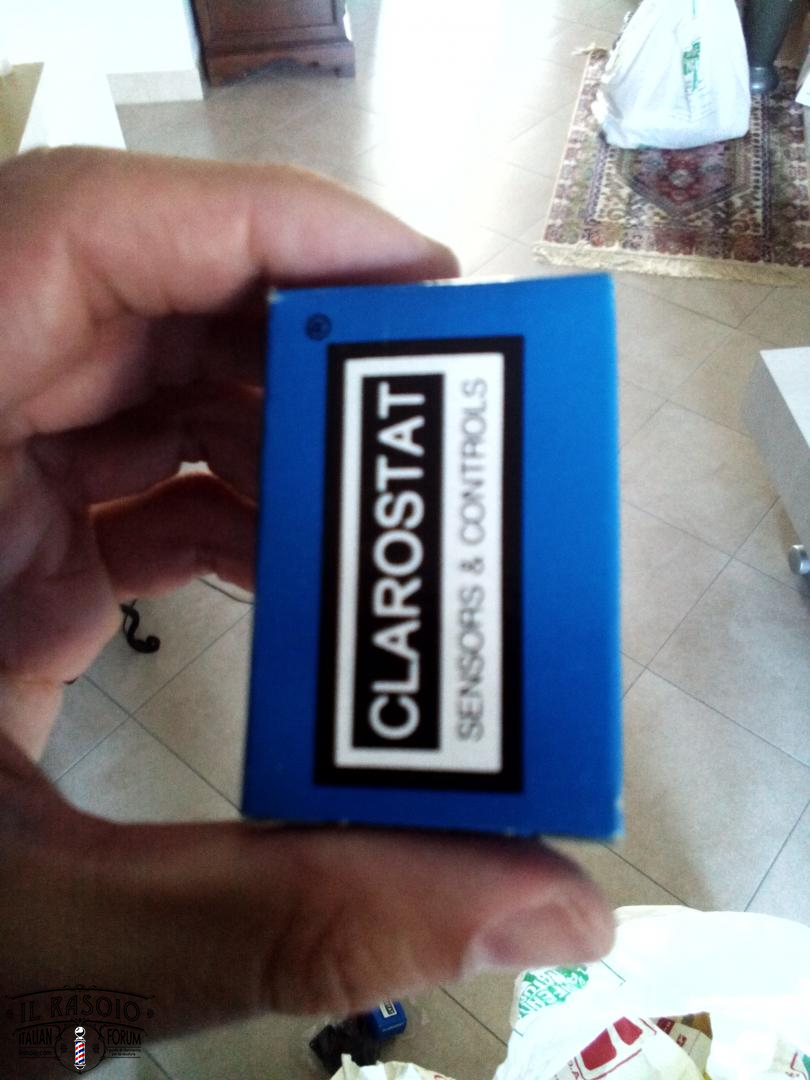 ®
CLAROSTAT
SENSORS & CONTROLS
IL RASOIO
ITALIAN FORUM